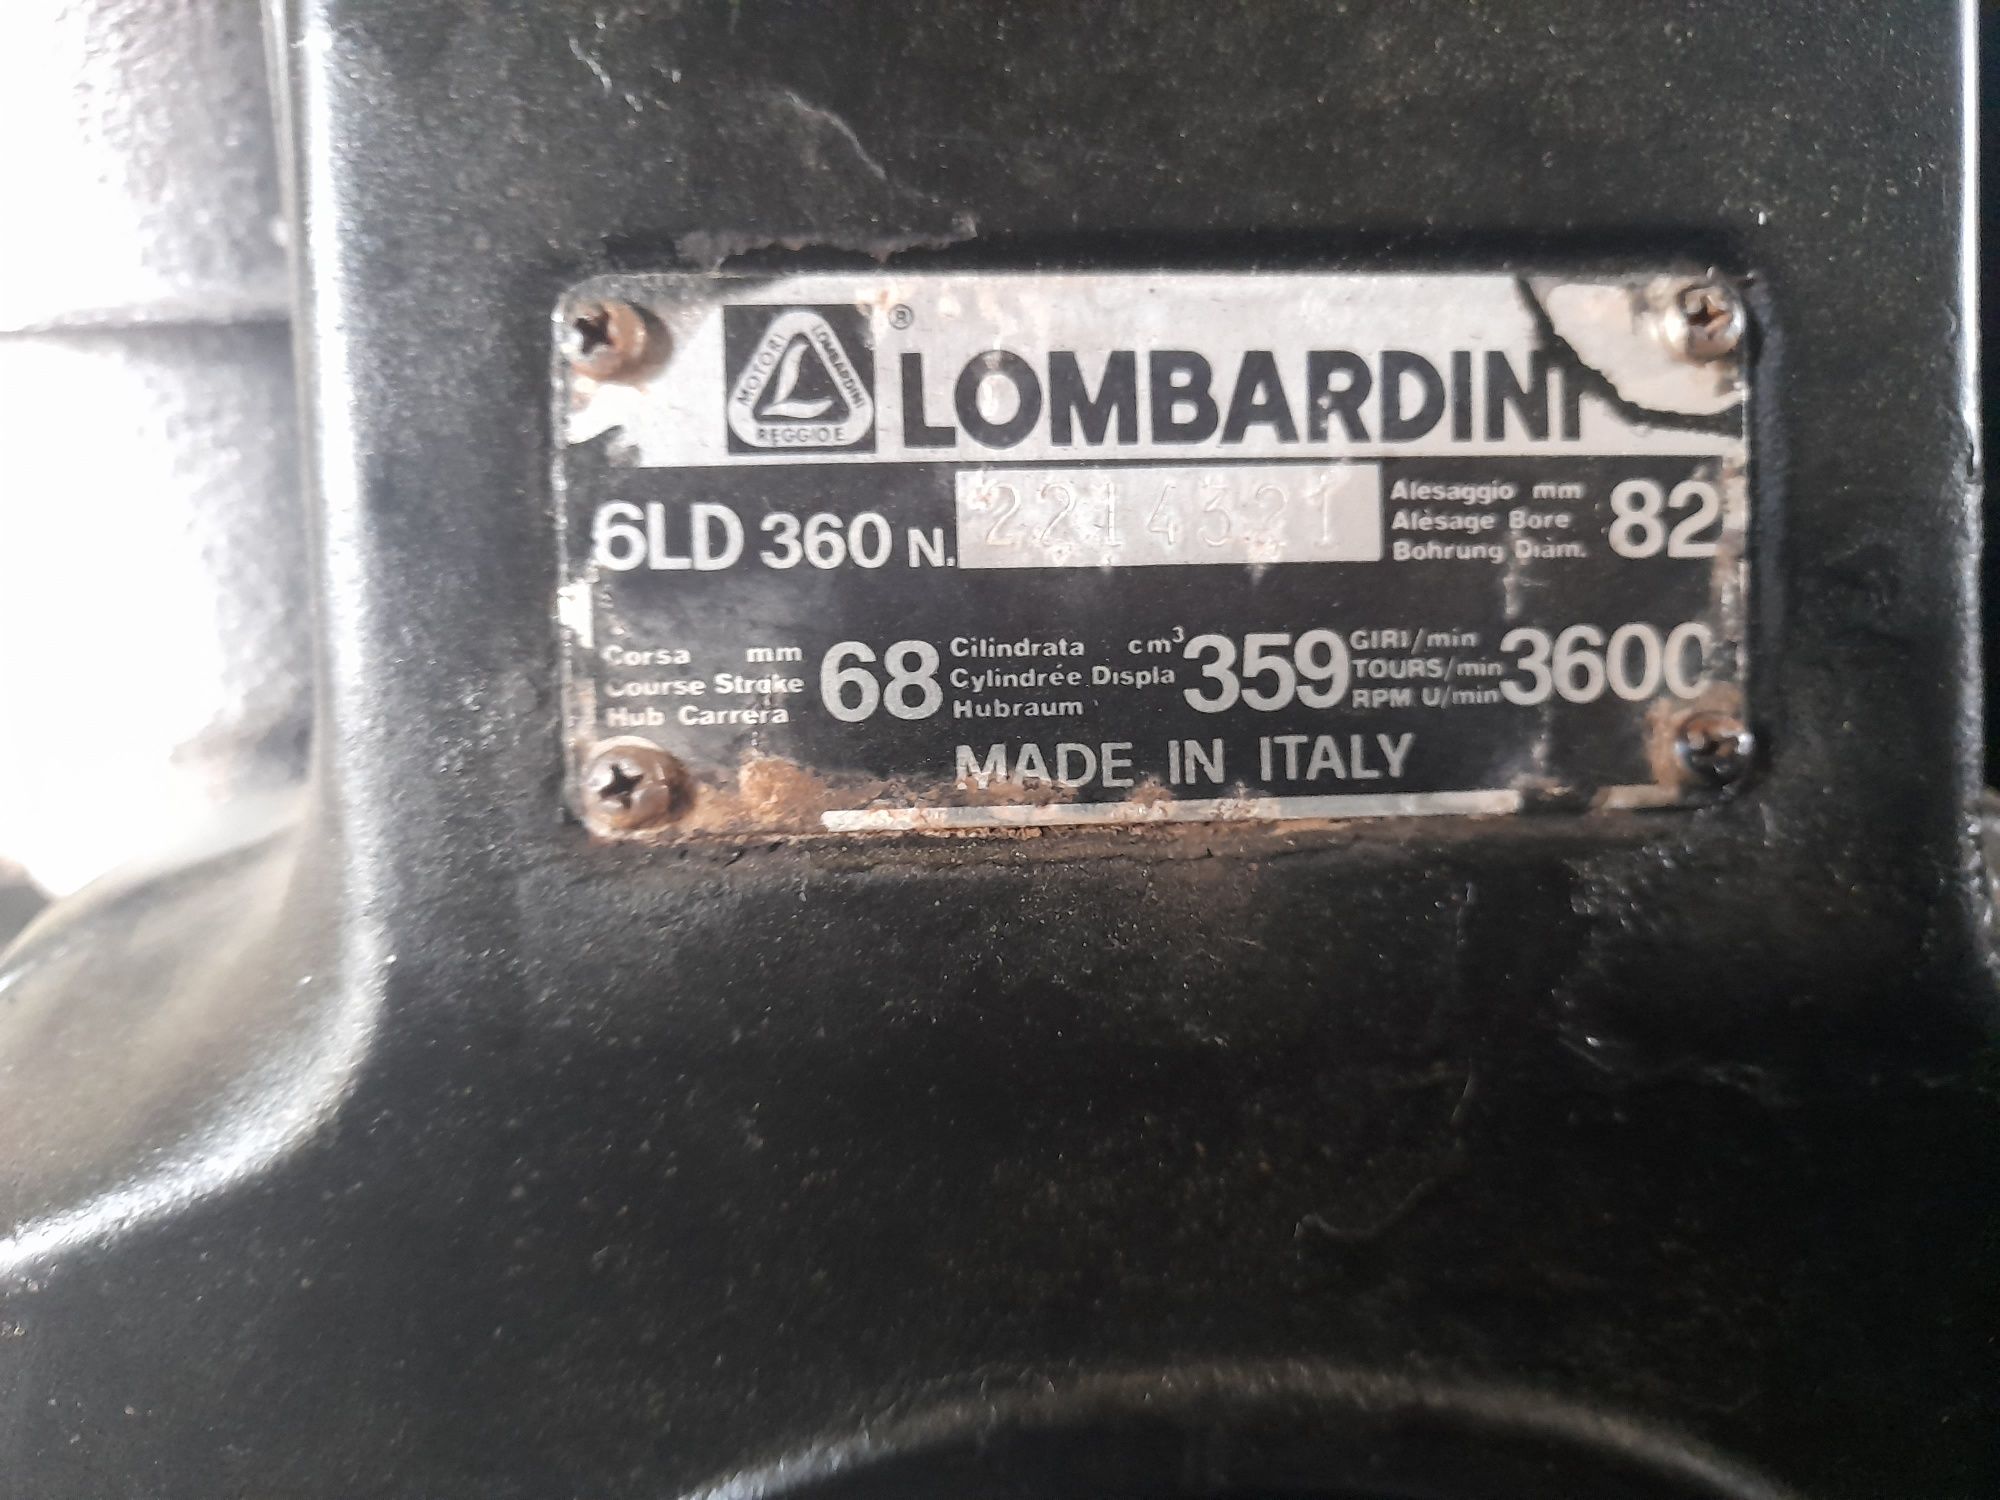 MOTORI LOMBARDINI
REGGIO E
®
LOMBARDINI
6LD 360 N. 2214321
Alesaggio mm
Alèsage Bore
Bohrung Diam.
82
Corsa mm
Course Stroke
Hub Carrera
68
Cilindrata cm³
Cylindrée Displa
Hubraum
359
GIRI/min
TOURS/min
RPM U/min
3600
MADE IN ITALY